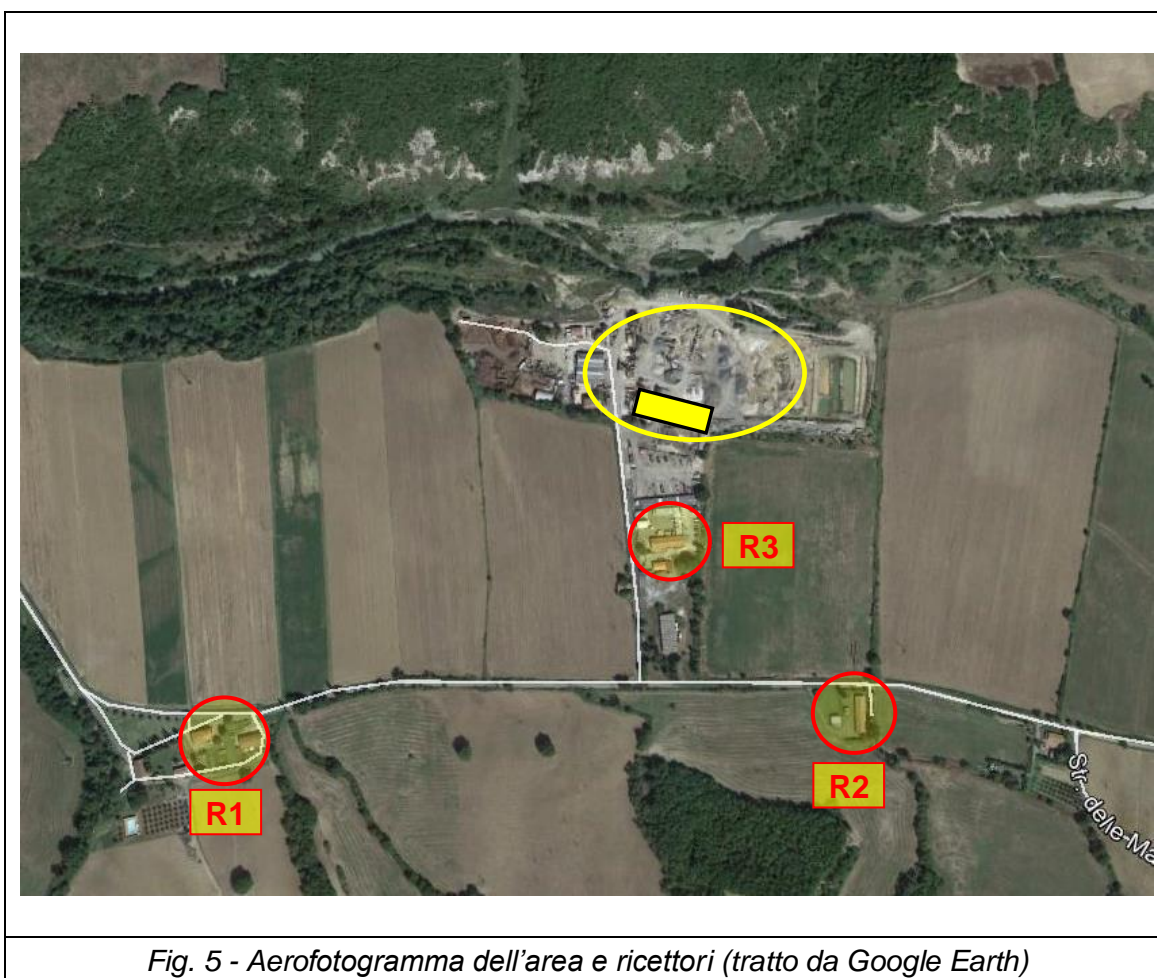 R3
R2
R1
Str. delle Ma
Fig. 5 - Aerofotogramma dell'area e ricettori (tratto da Google Earth)